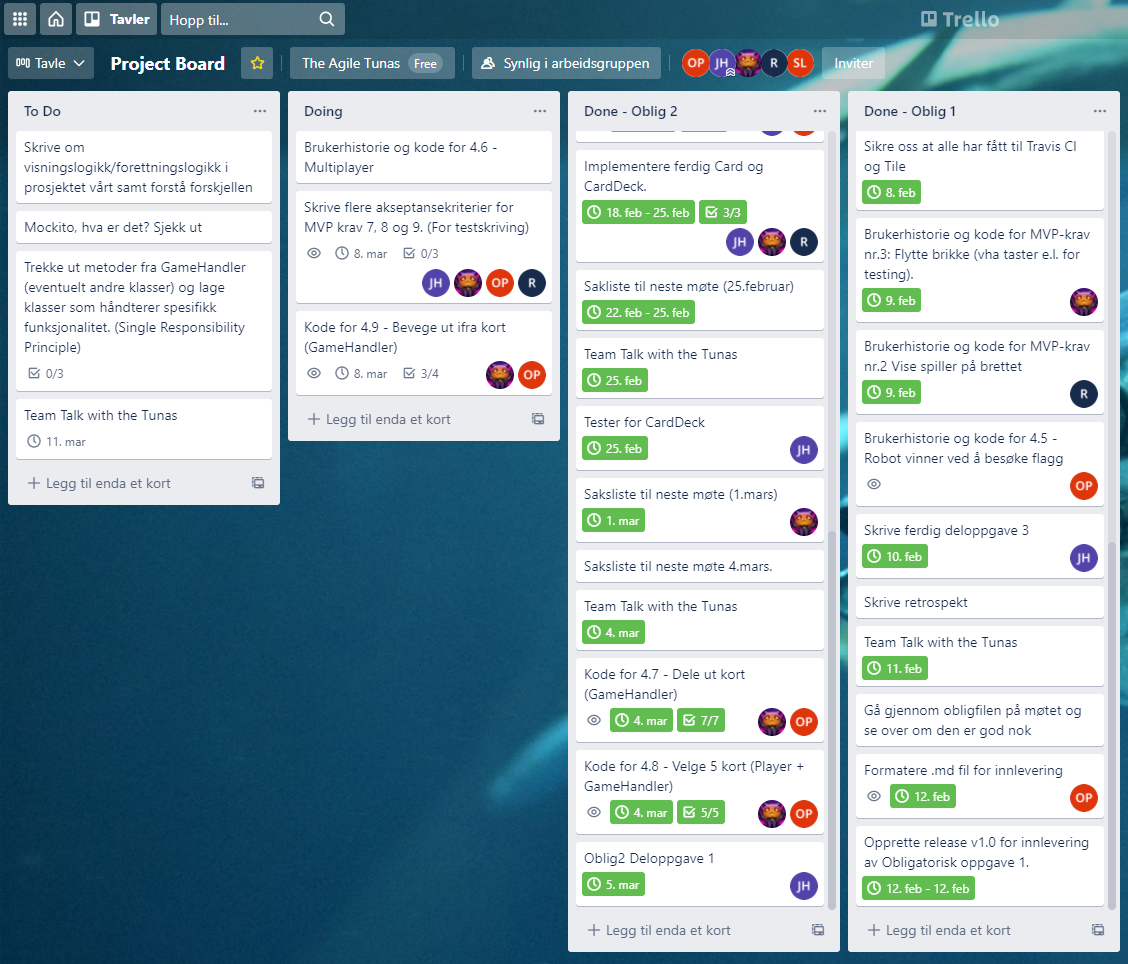 Tavler
Hopp til...
Trello
Tavle
Project Board
The Agile Tunas Free
Synlig i arbeidsgruppen
OP JH R SL
Inviter
To Do
Skrive om
visningslogikk/forettningslogikk i
prosjektet vårt samt forstå forskjellen
Mockito, hva er det? Sjekk ut
Trekke ut metoder fra GameHandler
(eventuelt andre klasser) og lage
klasser som håndterer spesifikk
funksjonalitet. (Single Responsibility
Principle)
0/3
Team Talk with the Tunas
11. mar
Legg til enda et kort
Doing
Brukerhistorie og kode for 4.6 -
Multiplayer
Skrive flere akseptansekriterier for
MVP krav 7, 8 og 9. (For testskriving)
8. mar 0/3
JH OP R
Kode for 4.9 - Bevege ut ifra kort
(GameHandler)
8. mar 3/4
OP
Legg til enda et kort
Done - Oblig 2
Implementere ferdig Card og
CardDeck.
18. feb - 25. feb 3/3
JH R
Sakliste til neste møte (25.februar)
22. feb - 25. feb
Team Talk with the Tunas
25. feb
Tester for CardDeck
25. feb
JH
Saksliste til neste møte (1.mars)
1. mar
Saksliste til neste møte 4.mars.
Team Talk with the Tunas
4. mar
Kode for 4.7 - Dele ut kort
(GameHandler)
4. mar 7/7
OP
Kode for 4.8 - Velge 5 kort (Player +
GameHandler)
4. mar 5/5
OP
Oblig2 Deloppgave 1
5. mar
JH
Legg til enda et kort
Done - Oblig 1
Sikre oss at alle har fått til Travis CI
og Tile
8. feb
Brukerhistorie og kode for MVP-krav
nr.3: Flytte brikke (vha taster e.l. for
testing).
9. feb
Brukerhistorie og kode for MVP-krav
nr.2 Vise spiller på brettet
9. feb
R
Brukerhistorie og kode for 4.5 -
Robot vinner ved å besøke flagg
OP
Skrive ferdig deloppgave 3
10. feb
JH
Skrive retrospekt
Team Talk with the Tunas
11. feb
Gå gjennom obligfilen på møtet og
se over om den er god nok
Formatere .md fil for innlevering
12. feb
OP
Opprette release v1.0 for innlevering
av Obligatorisk oppgave 1.
12. feb - 12. feb
Legg til enda et kort